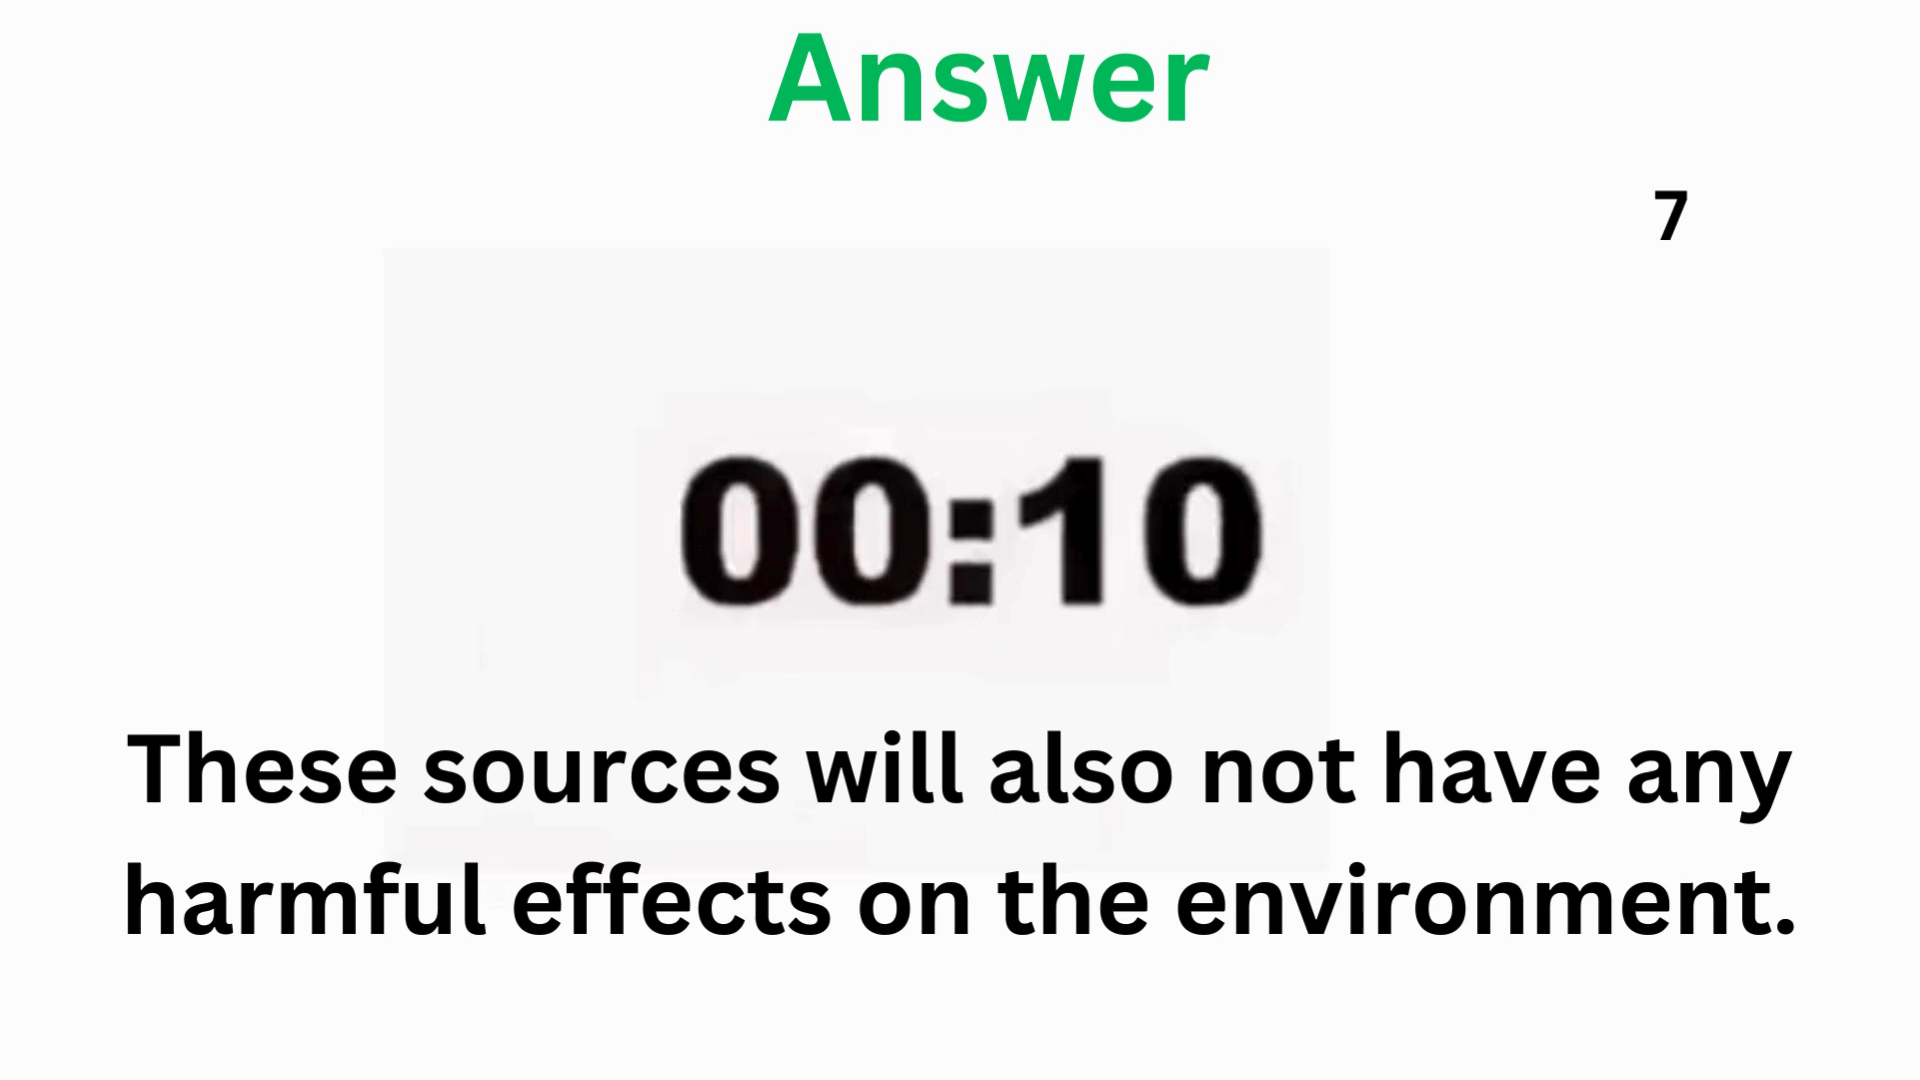 Answer
7
00:10
These sources will also not have any
harmful effects on the environment.